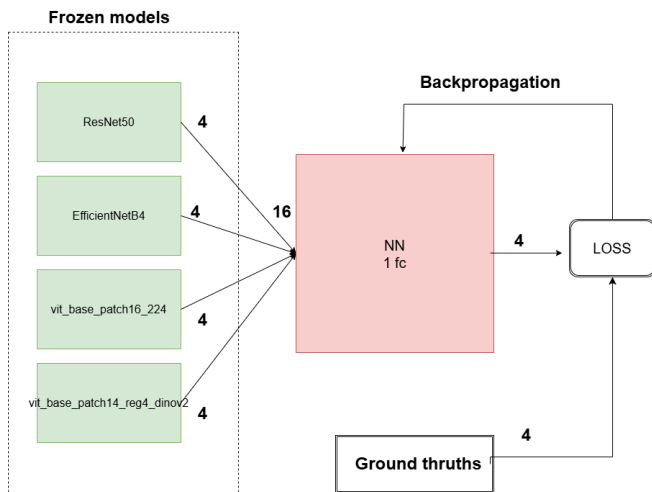 Frozen models
Backpropagation
ResNet50
4
EfficientNetB4
4
16
NN
1 fc
4
LOSS
vit_base_patch16_224
4
vit_base_patch14_reg4_dinov2
4
4
Ground thruths